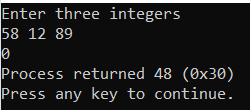 Enter three integers
58 12 89
0
Process returned 48 (0x30)
Press any key to continue.